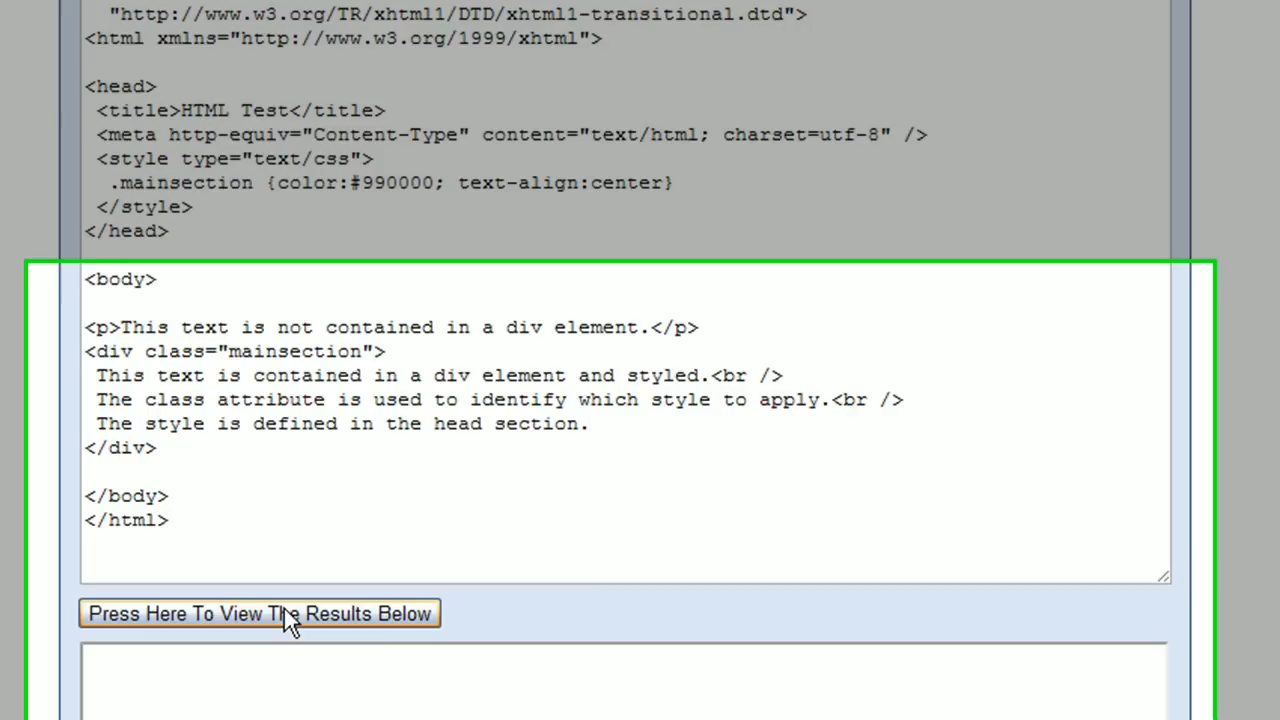 "http://www.w3.org/TR/xhtml1/DTD/xhtml1-transitional.dtd">
<html xmlns="http://www.w3.org/1999/xhtml">
<head>
<title>HTML Test</title>
<meta http-equiv="Content-Type" content="text/html; charset=utf-8" />
<style type="text/css">
.mainsection {color:#990000; text-align:center}
</style>
</head>
<body>
<p>This text is not contained in a div element.</p>
<div class="mainsection">
This text is contained in a div element and styled.<br />
The class attribute is used to identify which style to apply.<br />
The style is defined in the head section.
</div>
</body>
</html>
Press Here To View The Results Below